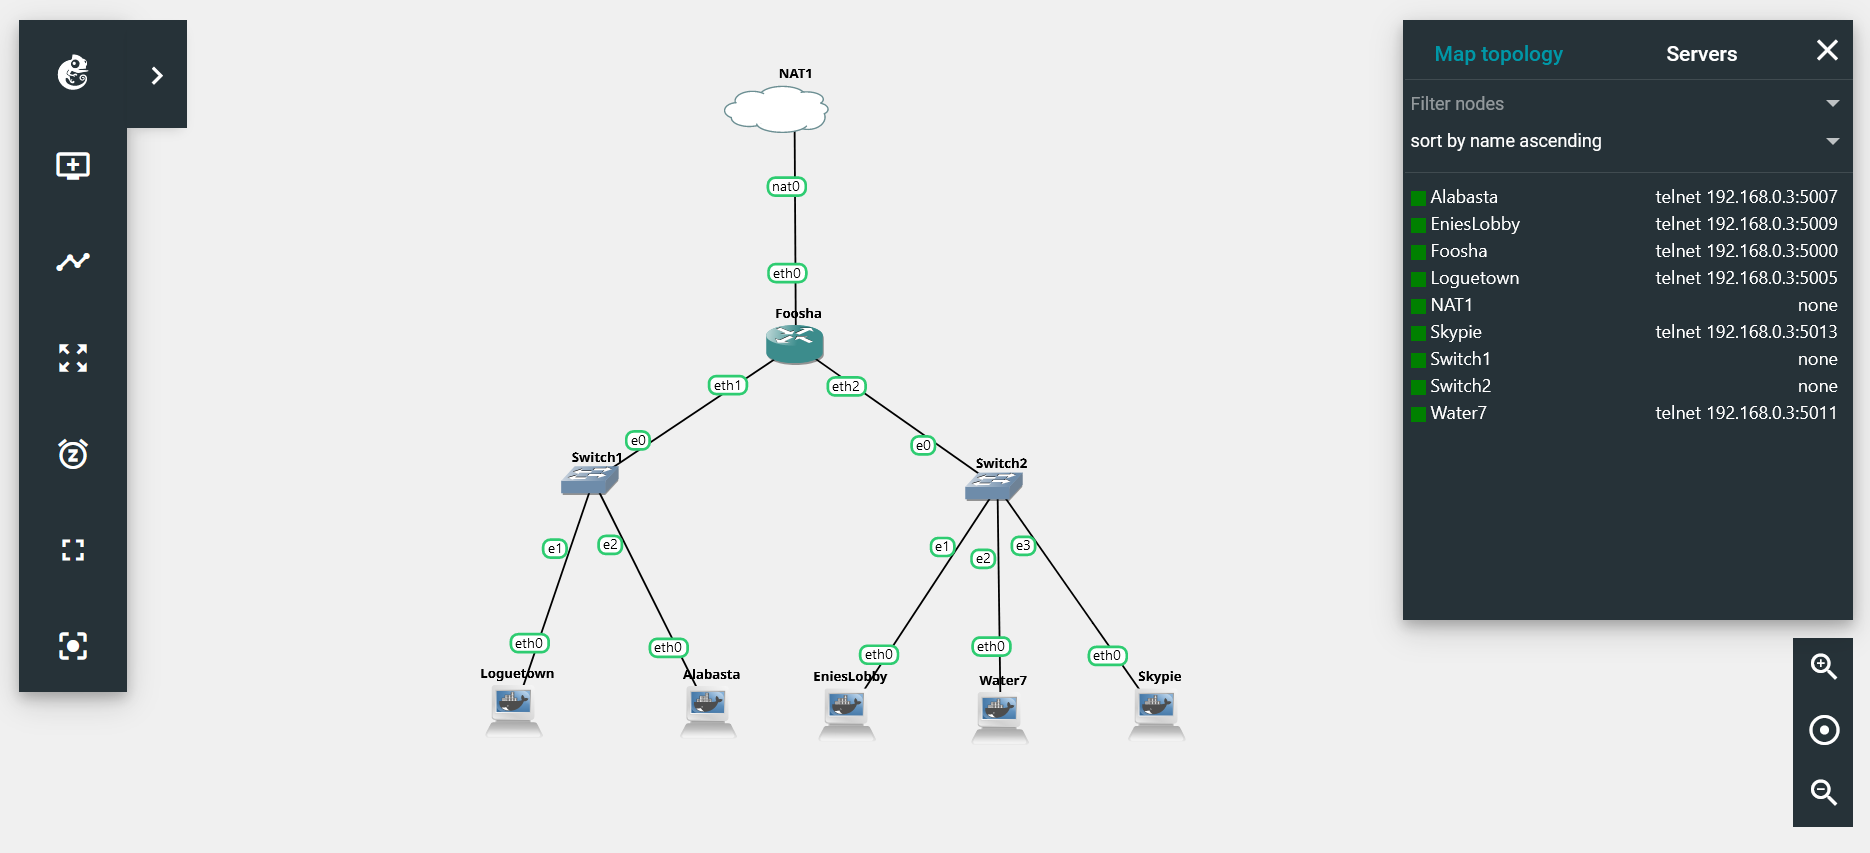 NAT1
nat0
eth0
Foosha
eth1
eth2
e0
e0
Switch1
Switch2
e1
e2
e1
e2
e3
eth0
eth0
eth0
eth0
eth0
Loguetown
Alabasta
EniesLobby
Water7
Skypie
Map topology Servers
Filter nodes
sort by name ascending
Alabasta telnet 192.168.0.3:5007
EniesLobby telnet 192.168.0.3:5009
Foosha telnet 192.168.0.3:5000
Loguetown telnet 192.168.0.3:5005
NAT1 none
Skypie telnet 192.168.0.3:5013
Switch1 none
Switch2 none
Water7 telnet 192.168.0.3:5011